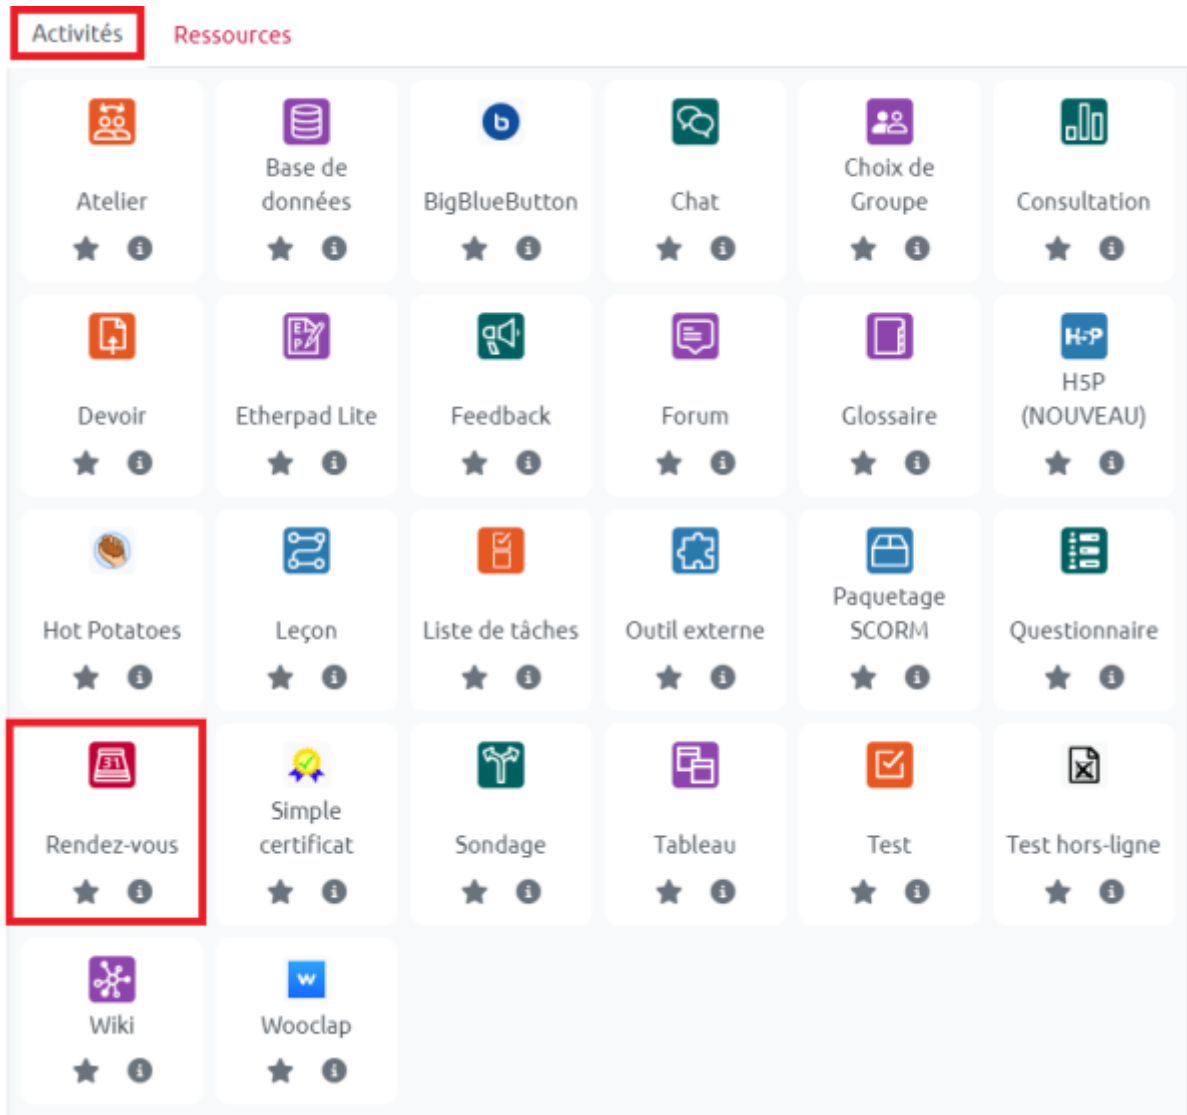 Activités Ressources
Atelier
Base de
données
b
BigBlueButton
Chat
Choix de
Groupe
Consultation
Devoir
E
P
Etherpad Lite
Feedback
Forum
Glossaire
H5P
H5P
(NOUVEAU)
Hot Potatoes
Leçon
Liste de tâches
Outil externe
Paquetage
SCORM
Questionnaire
31
Rendez-vous
Simple
certificat
Sondage
Tableau
Test
X
Test hors-ligne
Wiki
w
Wooclap